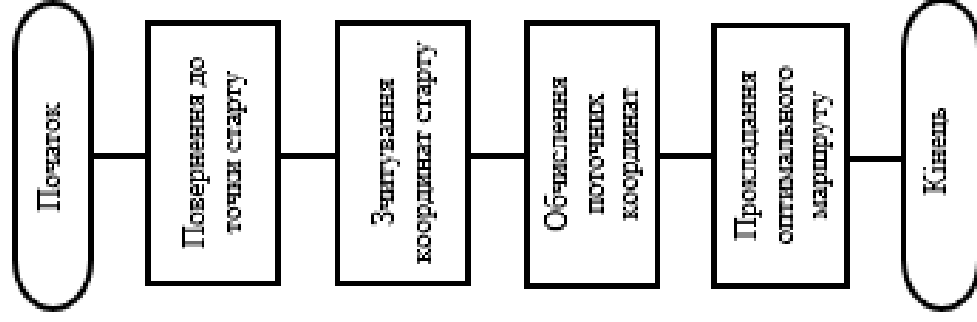 Початок
Повернення до
точки старту
Зчитування
координат старту
Обчислення
поточних
координат
Прокладання
оптимального
маршруту
Кінець